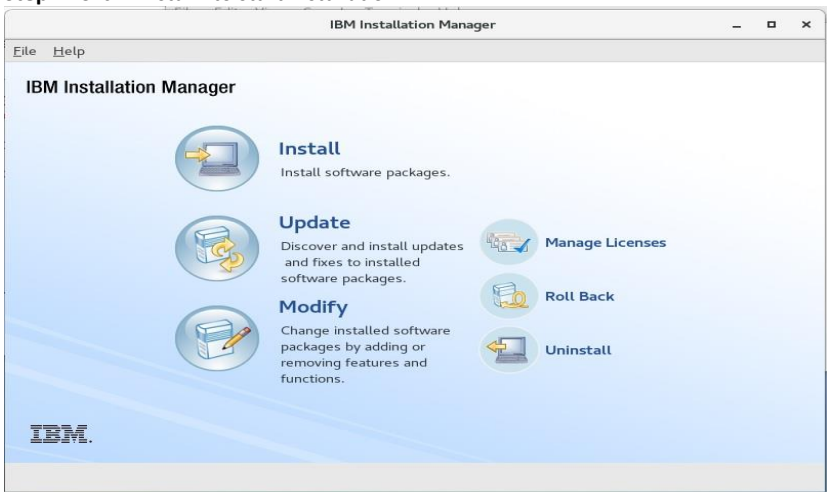 IBM Installation Manager
File Help
IBM Installation Manager
Install
Install software packages.
Update
Discover and install updates
and fixes to installed
software packages.
Modify
Change installed software
packages by adding or
removing features and
functions.
Manage Licenses
Roll Back
Uninstall
IBM.